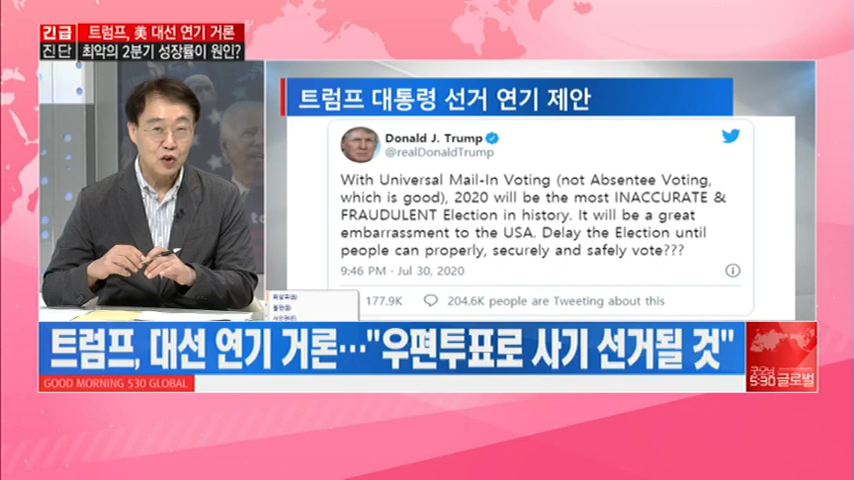 긴급
진단
트럼프, 美 대선 연기 거론
최악의 2분기 성장률이 원인?
트럼프 대통령 선거 연기 제안
Donald J. Trump
@realDonaldTrump
With Universal Mail-In Voting (not Absentee Voting,
which is good), 2020 will be the most INACCURATE &
FRAUDULENT Election in history. It will be a great
embarrassment to the USA. Delay the Election until
people can properly, securely and safely vote???
9:46 PM · Jul 30, 2020
177.9K 204.6K people are Tweeting about this
트럼프, 대선 연기 거론…"우편투표로 사기 선거될 것"
GOOD MORNING 530 GLOBAL
굿모닝
5:30 글로벌